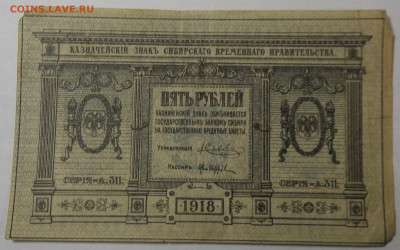 COINS.LAVE.RU
КАЗНАЧЕЙСКІЙ ЗНАКЪ СИБИРСКАГО ВРЕМЕННАГО ПРАВИТЕЛЬСТВА.
ПЯТЬ РУБЛЕЙ
КАЗНАЧЕЙСКІЙ ЗНАКЪ ОБМѢНИВАЕТСЯ
ГОСУДАРСТВЕННЫМЪ БАНКОМЪ СИБИРИ
НА ГОСУДАРСТВЕННЫЕ КРЕДИТНЫЕ БИЛЕТЫ
УПРАВЛЯЮЩІЙ
КАССИРЪ
СЕРІЯ-А.311.
СЕРІЯ-А.311.
1918